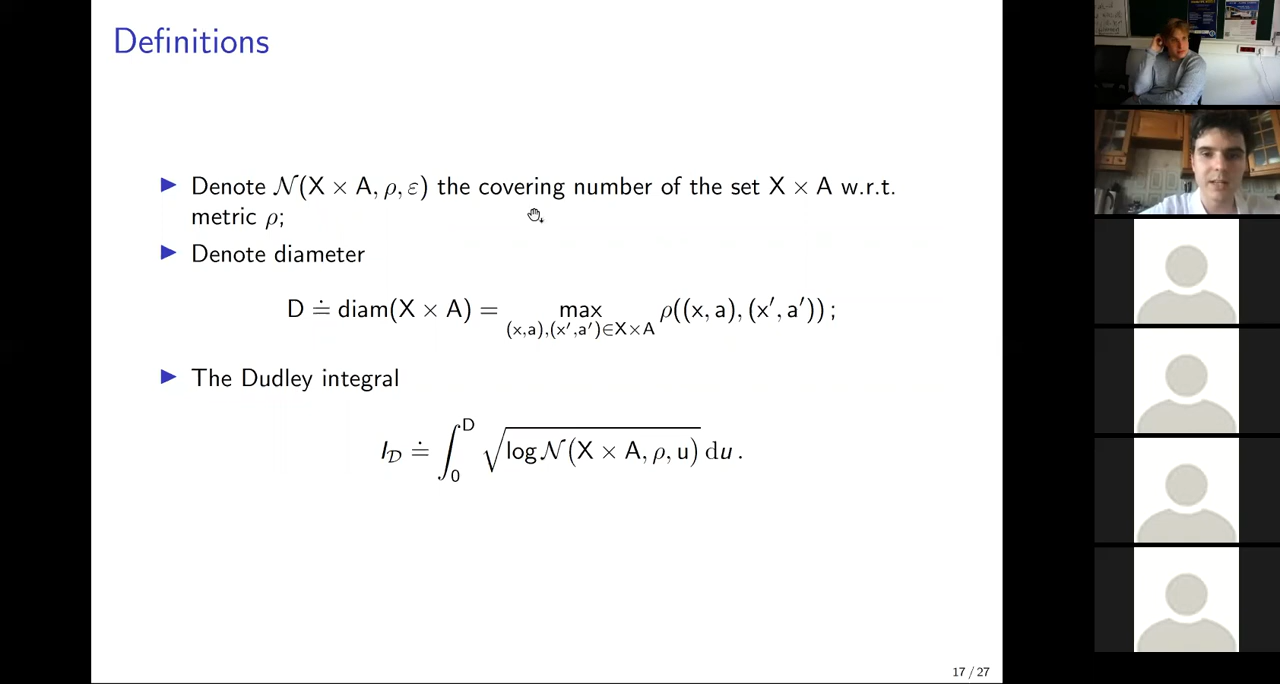 Definitions
▶ Denote 𝒩(X × A, ρ, ε) the covering number of the set X × A w.r.t.
metric ρ;
▶ Denote diameter
D ≐ diam(X × A) = max_{(x,a),(x′,a′)∈X×A} ρ((x, a), (x′, a′)) ;
▶ The Dudley integral
I_𝒟 ≐ ∫_0^D √(log 𝒩(X × A, ρ, u)) du .
17 / 27